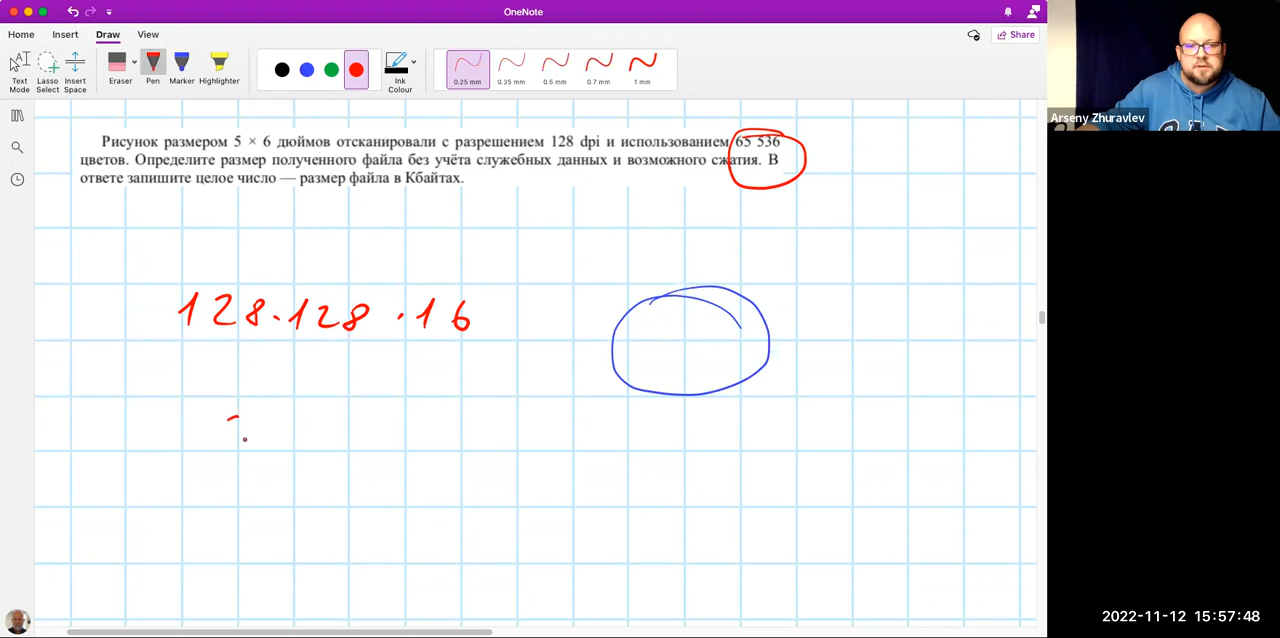 OneNote
Home Insert Draw View
Share
Text Mode
Lasso Select
Insert Space
Eraser
Pen
Marker
Highlighter
Ink Colour
0.25 mm
0.35 mm
0.5 mm
0.7 mm
1 mm
Arseny Zhuravlev
Рисунок размером 5 × 6 дюймов отсканировали с разрешением 128 dpi и использованием 65 536
цветов. Определите размер полученного файла без учёта служебных данных и возможного сжатия. В
ответе запишите целое число — размер файла в Кбайтах.
128·128·16
2022-11-12 15:57:48